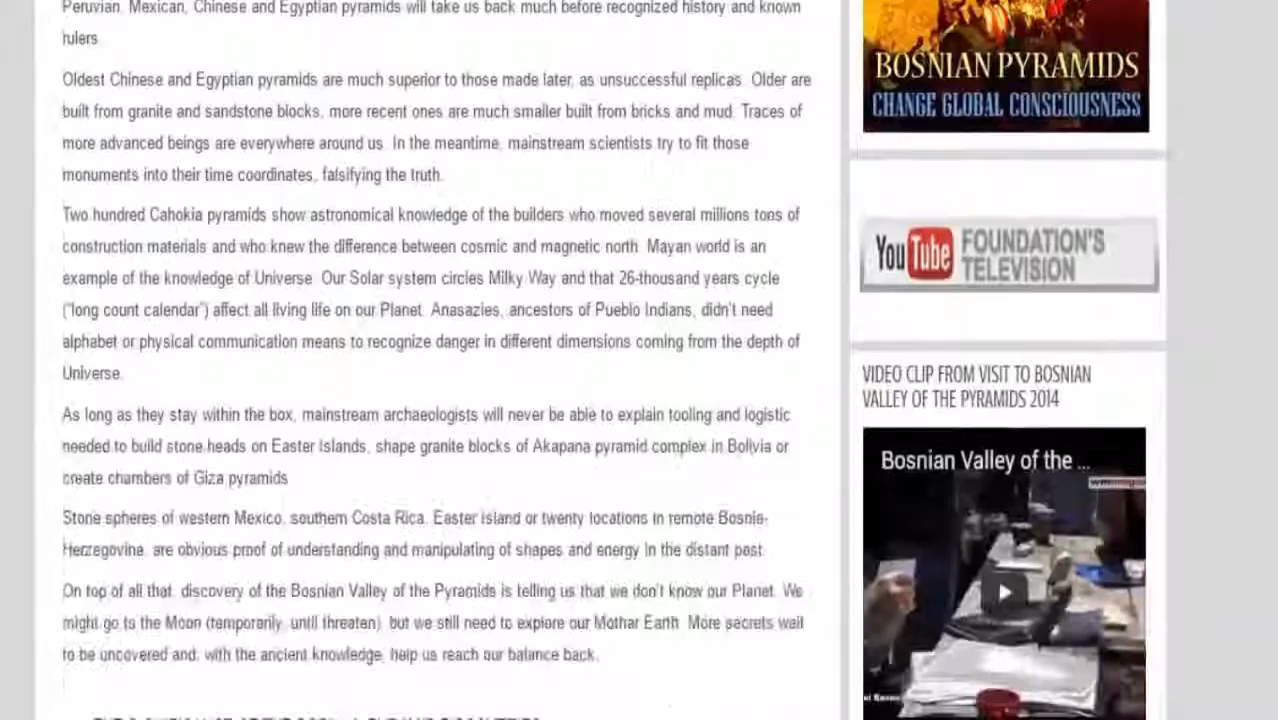 Peruvian, Mexican, Chinese and Egyptian pyramids will take us back much before recognized history and known
rulers.
Oldest Chinese and Egyptian pyramids are much superior to those made later, as unsuccessful replicas. Older are
built from granite and sandstone blocks, more recent ones are much smaller built from bricks and mud. Traces of
more advanced beings are everywhere around us. In the meantime, mainstream scientists try to fit those
monuments into their time coordinates, falsifying the truth.
Two hundred Cahokia pyramids show astronomical knowledge of the builders who moved several millions tons of
construction materials and who knew the difference between cosmic and magnetic north. Mayan world is an
example of the knowledge of Universe. Our Solar system circles Milky Way and that 26-thousand years cycle
("long count calendar") affect all living life on our Planet. Anasazies, ancestors of Pueblo Indians, didn't need
alphabet or physical communication means to recognize danger in different dimensions coming from the depth of
Universe.
As long as they stay within the box, mainstream archaeologists will never be able to explain tooling and logistic
needed to build stone heads on Easter Islands, shape granite blocks of Akapana pyramid complex in Bolivia or
create chambers of Giza pyramids.
Stone spheres of western Mexico, southern Costa Rica, Easter Island or twenty locations in remote Bosnia-
Herzegovina, are obvious proof of understanding and manipulating of shapes and energy in the distant past.
On top of all that, discovery of the Bosnian Valley of the Pyramids is telling us that we don't know our Planet. We
might go to the Moon (temporarily, until threaten), but we still need to explore our Mothar Earth. More secrets wait
to be uncovered and, with the ancient knowledge, help us reach our balance back.
BOSNIAN PYRAMIDS
CHANGE GLOBAL CONSCIOUSNESS
YouTube FOUNDATION'S
TELEVISION
VIDEO CLIP FROM VISIT TO BOSNIAN
VALLEY OF THE PYRAMIDS 2014
Bosnian Valley of the ...